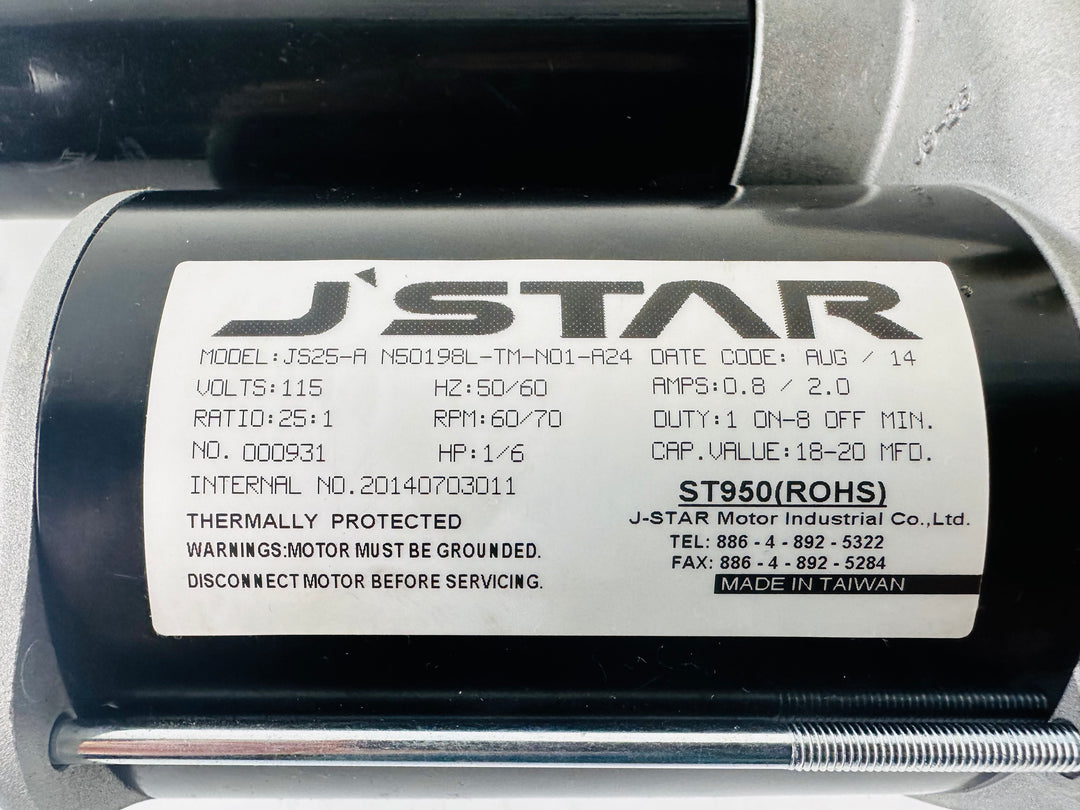 J'STAR
MODEL:JS25-A N50198L-TM-N01-A24 DATE CODE: AUG / 14
VOLTS:115 HZ:50/60 AMPS:0.8 / 2.0
RATIO:25:1 RPM:60/70 DUTY:1 ON-8 OFF MIN.
NO. 000931 HP:1/6 CAP.VALUE:18-20 MFD.
INTERNAL NO.20140703011
THERMALLY PROTECTED
WARNINGS:MOTOR MUST BE GROUNDED.
DISCONNECT MOTOR BEFORE SERVICING.
ST950(ROHS)
J-STAR Motor Industrial Co.,Ltd.
TEL: 886 - 4 - 892 - 5322
FAX: 886 - 4 - 892 - 5284
MADE IN TAIWAN